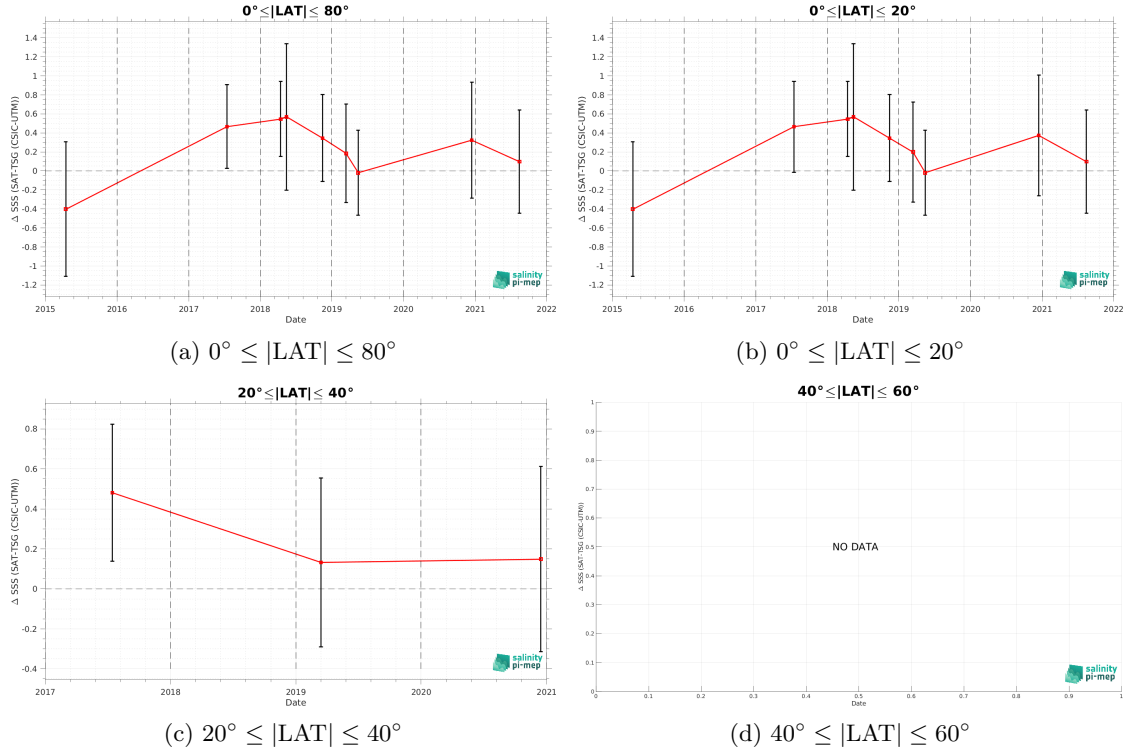 0°≤|LAT|≤ 80°
Δ SSS (SAT-TSG (CSIC-UTM))
1.4
1.2
1
0.8
0.6
0.4
0.2
0
-0.2
-0.4
-0.6
-0.8
-1
-1.2
2015 2016 2017 2018 2019 2020 2021 2022
Date
salinity
pi-mep
(a) 0° ≤ |LAT| ≤ 80°
0°≤|LAT|≤ 20°
Δ SSS (SAT-TSG (CSIC-UTM))
1.4
1.2
1
0.8
0.6
0.4
0.2
0
-0.2
-0.4
-0.6
-0.8
-1
-1.2
2015 2016 2017 2018 2019 2020 2021 2022
Date
salinity
pi-mep
(b) 0° ≤ |LAT| ≤ 20°
20°≤|LAT|≤ 40°
Δ SSS (SAT-TSG (CSIC-UTM))
0.8
0.6
0.4
0.2
0
-0.2
-0.4
2017 2018 2019 2020 2021
Date
salinity
pi-mep
(c) 20° ≤ |LAT| ≤ 40°
40°≤|LAT|≤ 60°
Δ SSS (SAT-TSG (CSIC-UTM))
1
0.9
0.8
0.7
0.6
0.5
0.4
0.3
0.2
0.1
0
NO DATA
0 0.1 0.2 0.3 0.4 0.5 0.6 0.7 0.8 0.9 1
Date
salinity
pi-mep
(d) 40° ≤ |LAT| ≤ 60°